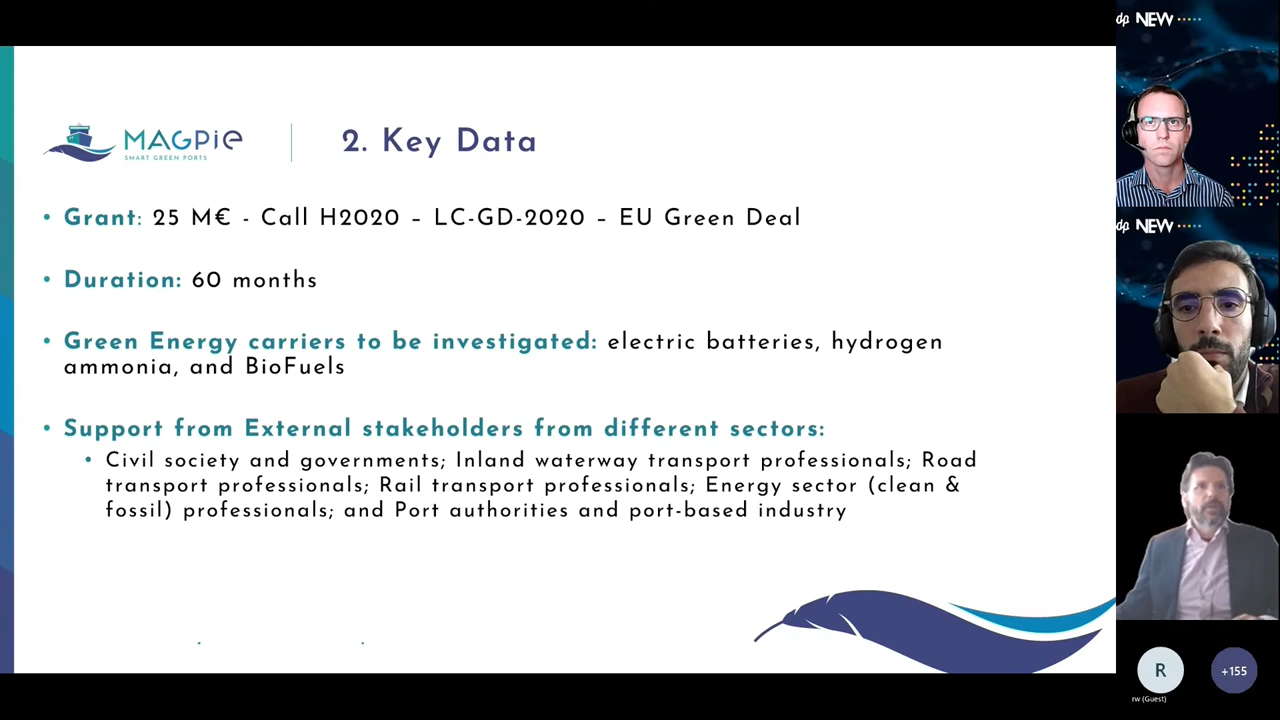 MAGPIE
SMART GREEN PORTS
2. Key Data
• Grant: 25 M€ - Call H2020 – LC-GD-2020 – EU Green Deal
• Duration: 60 months
• Green Energy carriers to be investigated: electric batteries, hydrogen
ammonia, and BioFuels
• Support from External stakeholders from different sectors:
• Civil society and governments; Inland waterway transport professionals; Road
transport professionals; Rail transport professionals; Energy sector (clean &
fossil) professionals; and Port authorities and port-based industry
NEW
NEW
R
+155
rw (Guest)